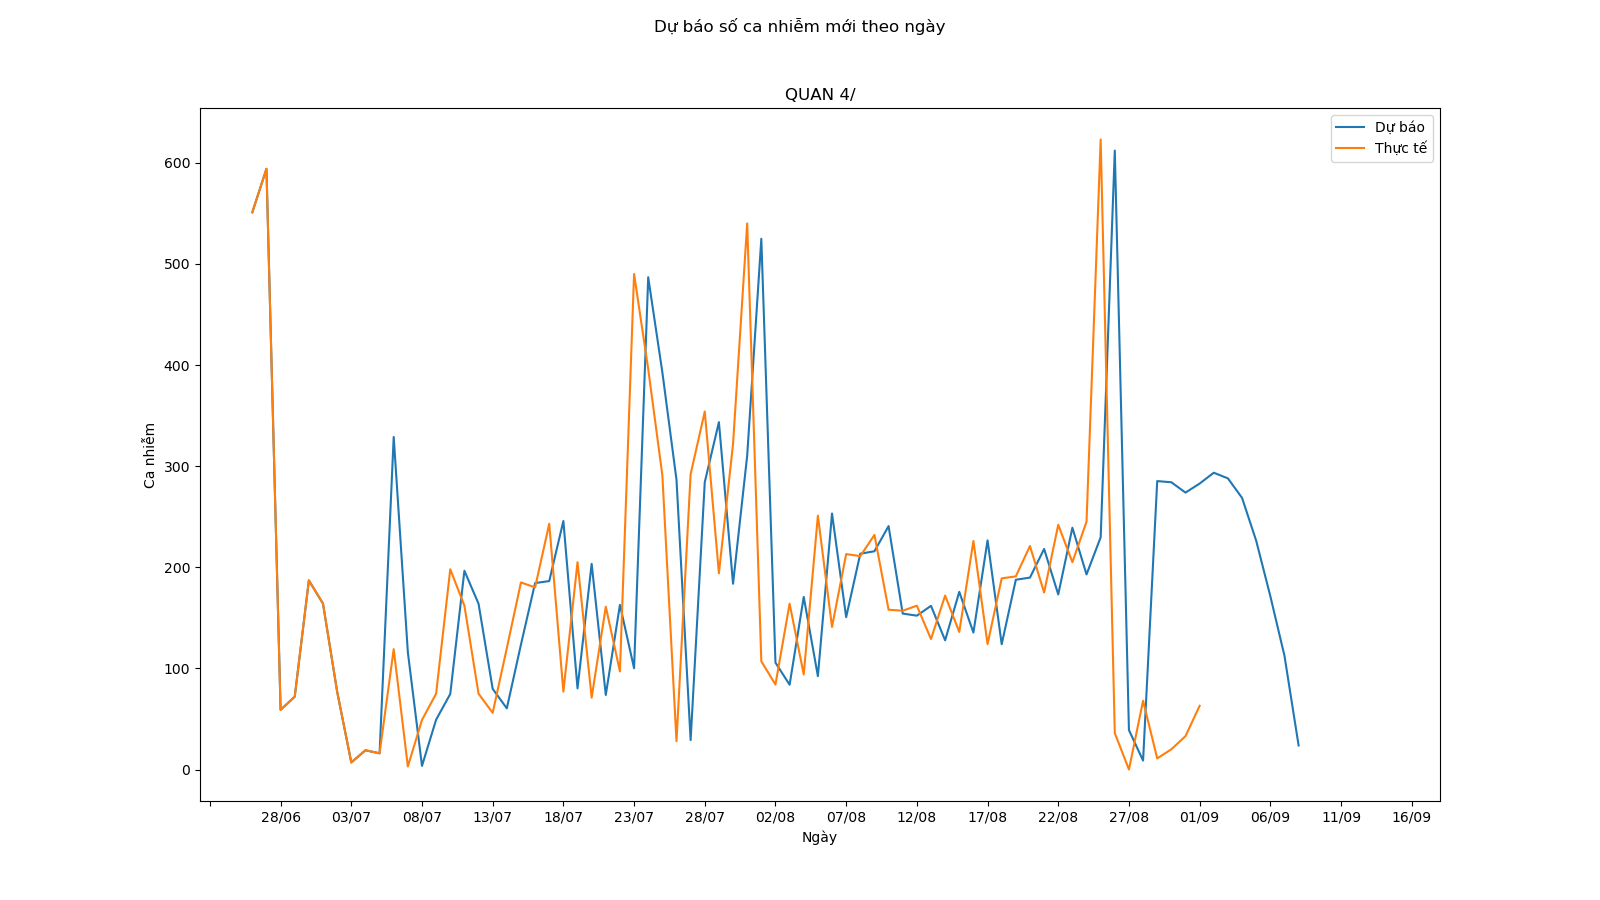 Dự báo số ca nhiễm mới theo ngày
QUAN 4/
Dự báo
Thực tế
600
500
400
300
200
100
0
Ca nhiễm
28/06 03/07 08/07 13/07 18/07 23/07 28/07 02/08 07/08 12/08 17/08 22/08 27/08 01/09 06/09 11/09 16/09
Ngày